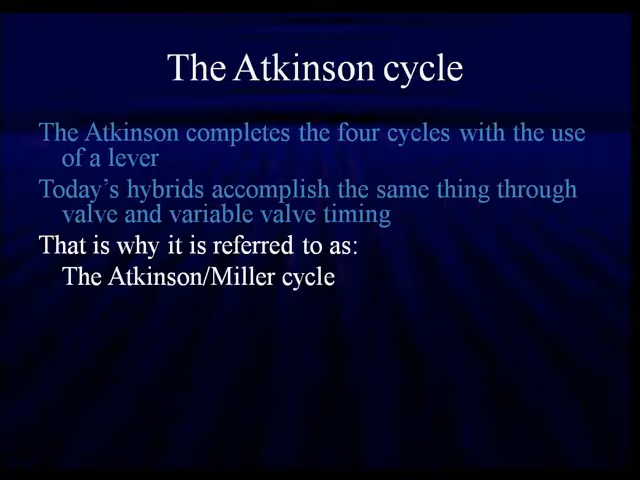 The Atkinson cycle
The Atkinson completes the four cycles with the use
of a lever
Today's hybrids accomplish the same thing through
valve and variable valve timing
That is why it is referred to as:
The Atkinson/Miller cycle